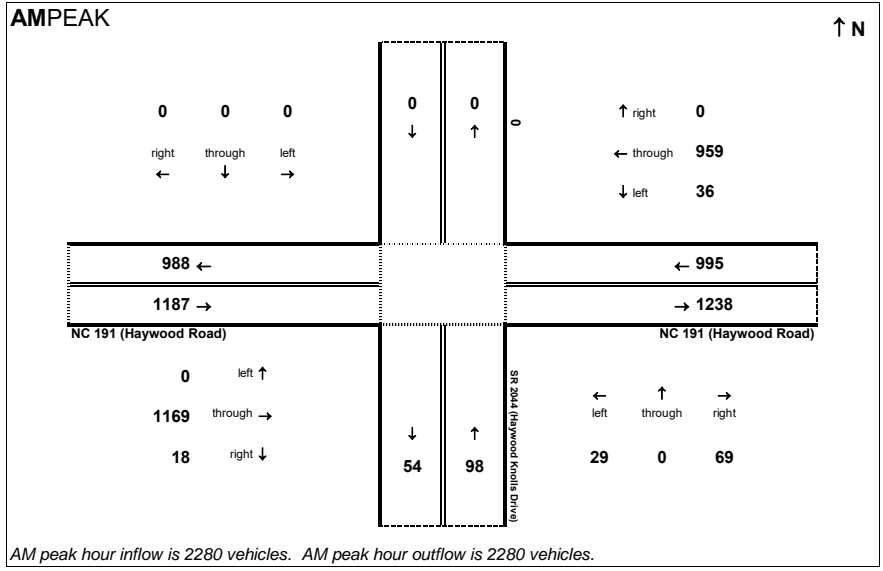 AMPEAK
↑ N
0 0 0
right through left
← ↓ →
0 0
↓ ↑
0
↑ right 0
← through 959
↓ left 36
988 ←
← 995
1187 →
→ 1238
NC 191 (Haywood Road)
NC 191 (Haywood Road)
0 left ↑
1169 through →
18 right ↓
↓ ↑
54 98
SR 2044 (Haywood Knolls Drive)
← ↑ →
left through right
29 0 69
AM peak hour inflow is 2280 vehicles.  AM peak hour outflow is 2280 vehicles.